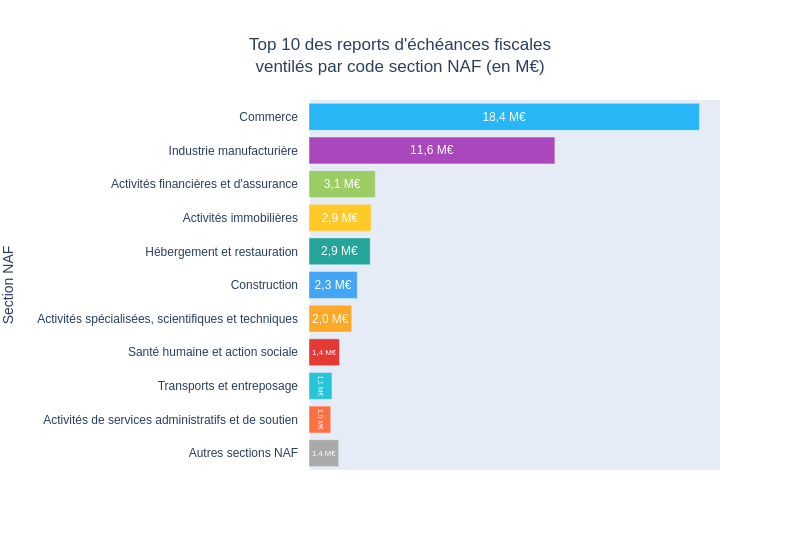 Top 10 des reports d'échéances fiscales
ventilés par code section NAF (en M€)
Section NAF
Commerce 18,4 M€
Industrie manufacturière 11,6 M€
Activités financières et d'assurance 3,1 M€
Activités immobilières 2,9 M€
Hébergement et restauration 2,9 M€
Construction 2,3 M€
Activités spécialisées, scientifiques et techniques 2,0 M€
Santé humaine et action sociale 1,4 M€
Transports et entreposage 1,1 M€
Activités de services administratifs et de soutien 1,0 M€
Autres sections NAF 1,4 M€